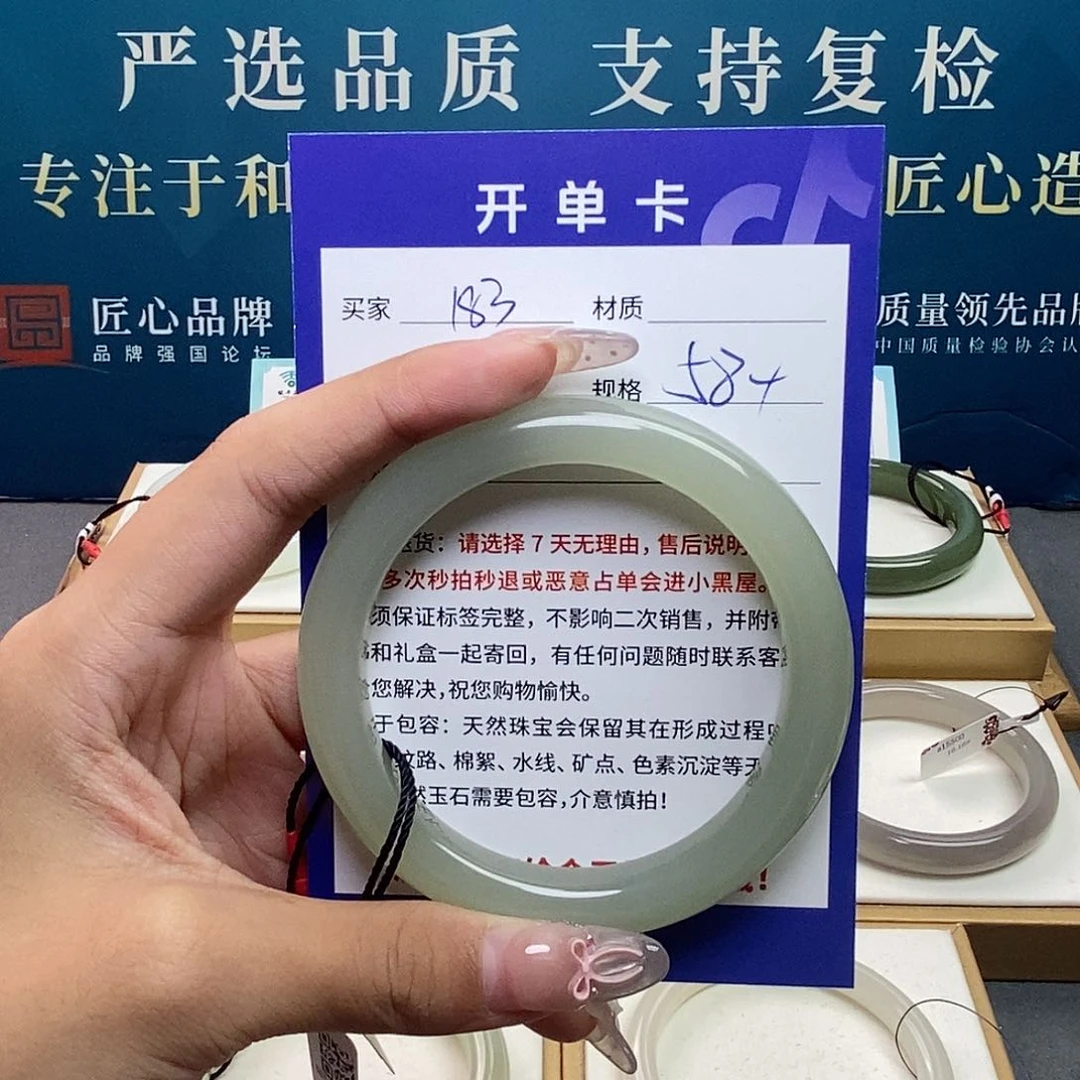 严选品质 支持复检
专注于和
匠心造
开单卡
买家 183 材质
规格 584
匠心品牌
品牌强国论坛
质量领先品牌
中国质量检验协会认
退货：请选择7天无理由，售后说明
多次秒拍秒退或恶意占单会进小黑屋。
须保证标签完整，不影响二次销售，并附
和礼盒一起寄回，有任何问题随时联系客
您解决，祝您购物愉快。
于包容：天然珠宝会保留其在形成过程
纹路、棉絮、水线、矿点、色素沉淀等
然玉石需要包容，介意慎拍！